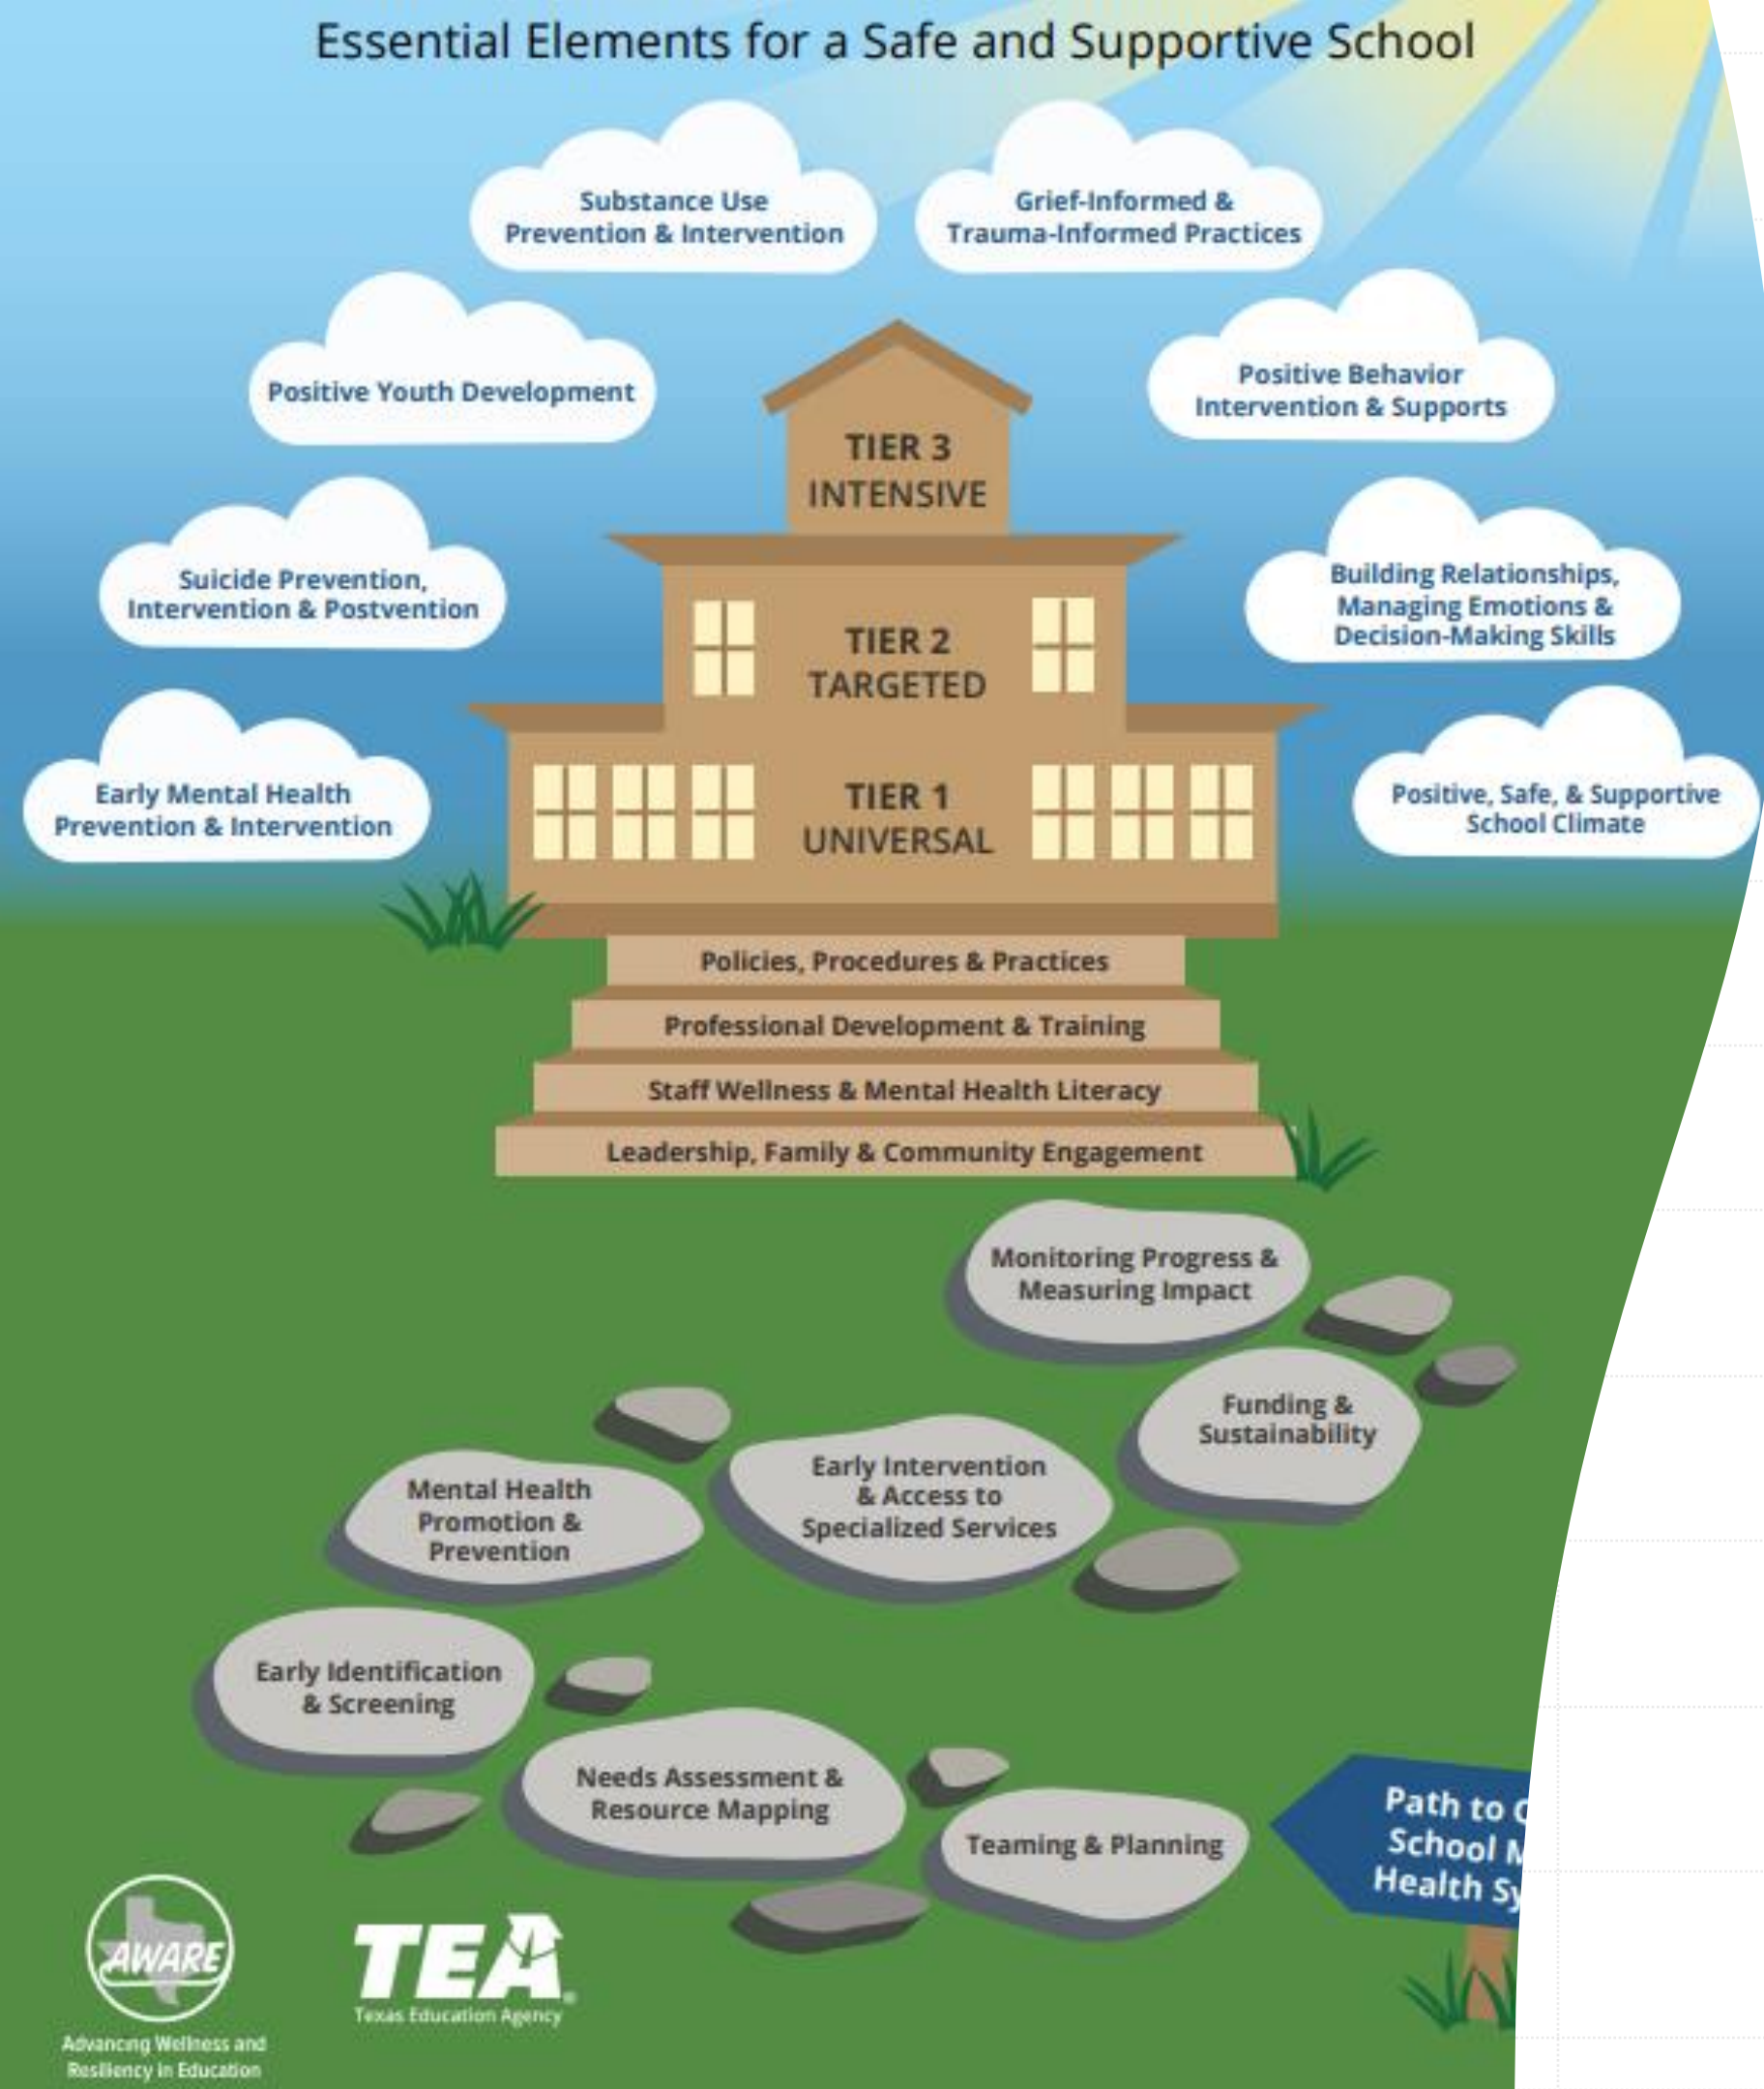 Essential Elements for a Safe and Supportive School
Substance Use
Prevention & Intervention
Grief-Informed &
Trauma-Informed Practices
Positive Youth Development
Positive Behavior
Intervention & Supports
TIER 3
INTENSIVE
Suicide Prevention,
Intervention & Postvention
Building Relationships,
Managing Emotions &
Decision-Making Skills
TIER 2
TARGETED
Early Mental Health
Prevention & Intervention
TIER 1
UNIVERSAL
Positive, Safe, & Supportive
School Climate
Policies, Procedures & Practices
Professional Development & Training
Staff Wellness & Mental Health Literacy
Leadership, Family & Community Engagement
Monitoring Progress &
Measuring Impact
Funding &
Sustainability
Early Intervention
& Access to
Specialized Services
Mental Health
Promotion &
Prevention
Early Identification
& Screening
Needs Assessment &
Resource Mapping
Teaming & Planning
Path to
School
Health
AWARE
Advancing Wellness and
Resiliency in Education
TEA®
Texas Education Agency